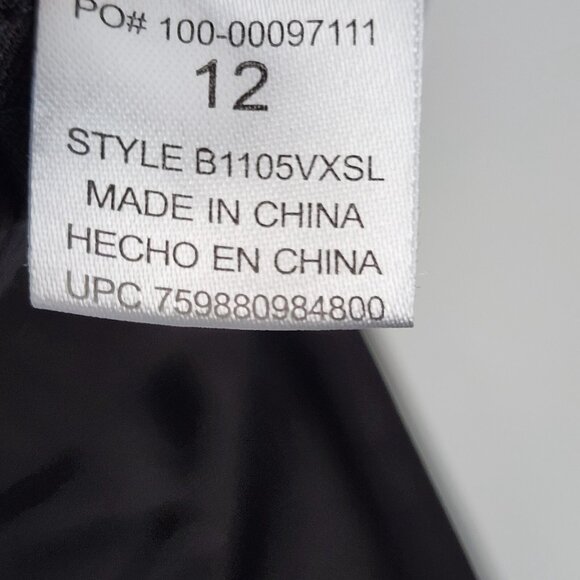 PO# 100-00097111
12
STYLE B1105VXSL
MADE IN CHINA
HECHO EN CHINA
UPC 759880984800